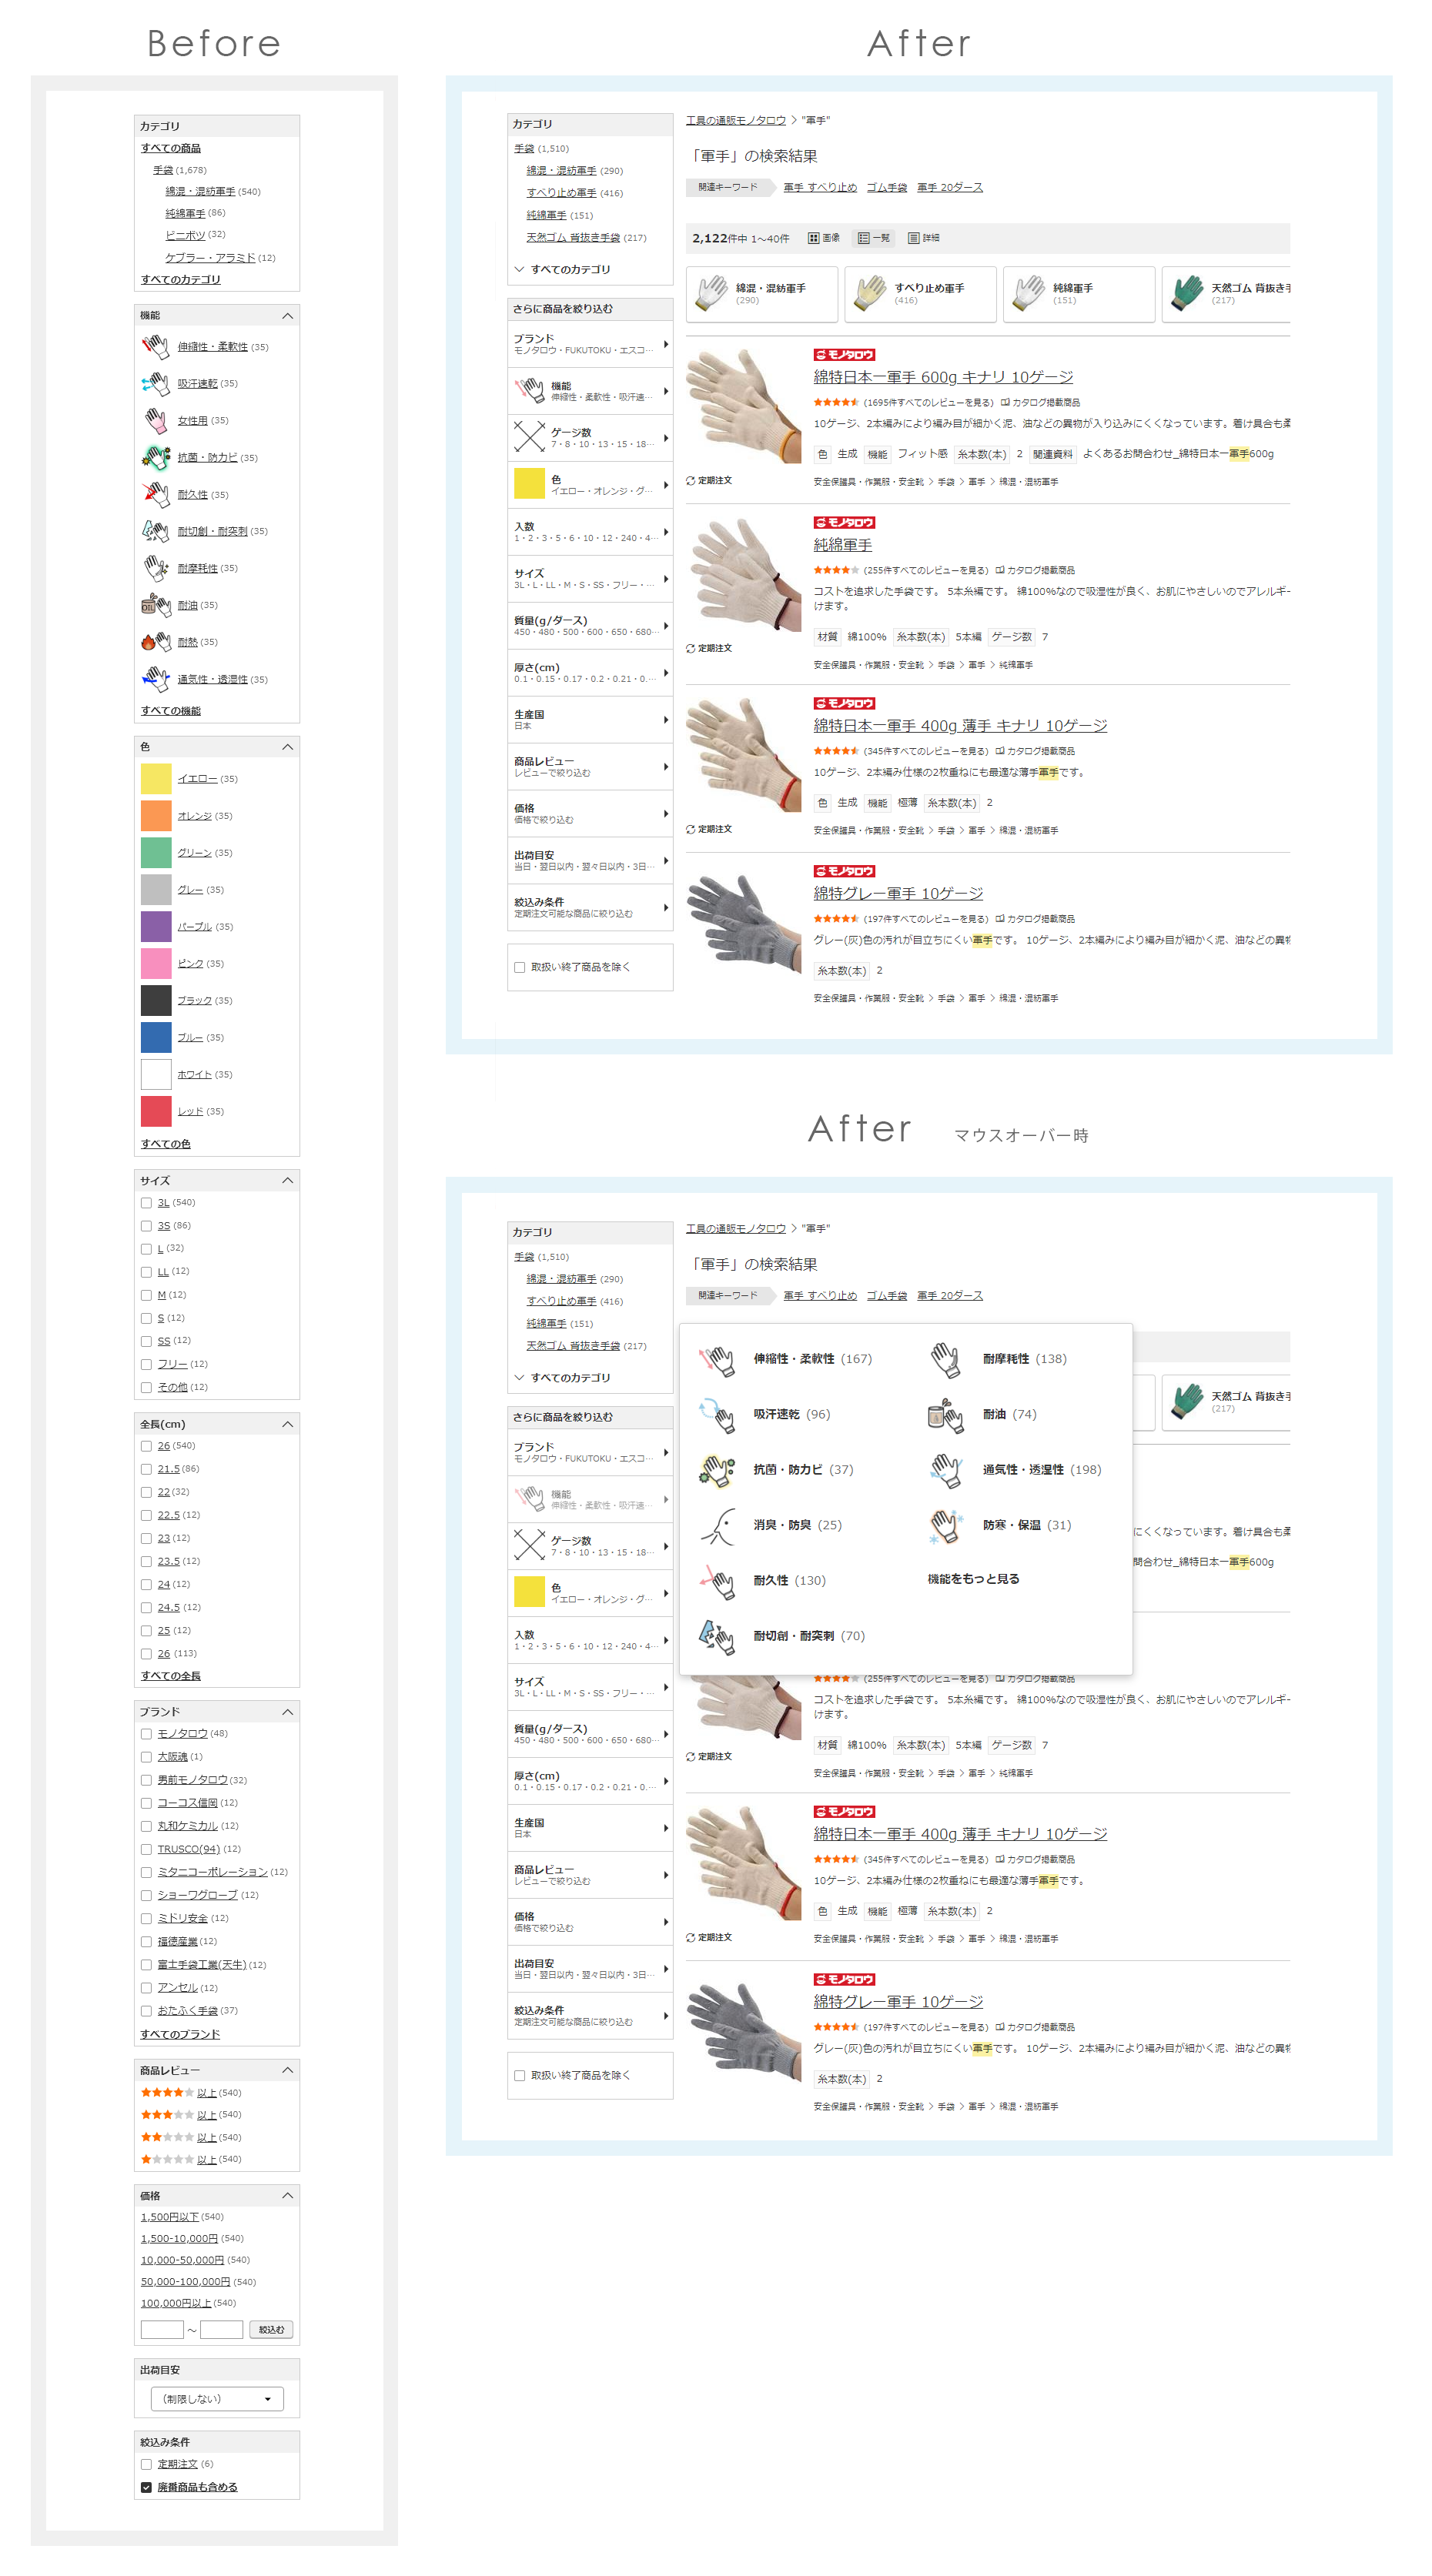 Before
カテゴリ
すべての商品
手袋 (1,678)
綿混・混紡軍手 (540)
純綿軍手 (86)
ビニボツ (32)
ケブラー・アラミド (12)
すべてのカテゴリ
機能
伸縮性・柔軟性 (35)
吸汗速乾 (35)
女性用 (35)
抗菌・防カビ (35)
耐久性 (35)
耐切創・耐突刺 (35)
耐摩耗性 (35)
OIL
耐油 (35)
耐熱 (35)
通気性・透湿性 (35)
すべての機能
色
イエロー (35)
オレンジ (35)
グリーン (35)
グレー (35)
パープル (35)
ピンク (35)
ブラック (35)
ブルー (35)
ホワイト (35)
レッド (35)
すべての色
サイズ
3L (540)
3S (86)
L (32)
LL (12)
M (12)
S (12)
SS (12)
フリー (12)
その他 (12)
全長(cm)
26 (540)
21.5 (86)
22 (32)
22.5 (12)
23 (12)
23.5 (12)
24 (12)
24.5 (12)
25 (12)
26 (113)
すべての全長
ブランド
モノタロウ (48)
大阪魂 (1)
男前モノタロウ (32)
コーコス信岡 (12)
丸和ケミカル (12)
TRUSCO(94) (12)
ミタニコーポレーション (12)
ショーワグローブ (12)
ミドリ安全 (12)
福徳産業 (12)
富士手袋工業(天牛) (12)
アンセル (12)
おたふく手袋 (37)
すべてのブランド
商品レビュー
★★★★★ 以上 (540)
★★★★★ 以上 (540)
★★★★★ 以上 (540)
★★★★★ 以上 (540)
価格
1,500円以下 (540)
1,500-10,000円 (540)
10,000-50,000円 (540)
50,000-100,000円 (540)
100,000円以上 (540)
～ 絞込む
出荷目安
(制限しない)
絞込み条件
定期注文 (6)
廃番商品も含める
After
カテゴリ
手袋 (1,510)
綿混・混紡軍手 (290)
すべり止め軍手 (416)
純綿軍手 (151)
天然ゴム 背抜き手袋 (217)
すべてのカテゴリ
さらに商品を絞り込む
ブランド
モノタロウ・FUKUTOKU・エスコ…
機能
伸縮性・柔軟性・吸汗速…
ゲージ数
7・8・10・13・15・18…
色
イエロー・オレンジ・グ…
入数
1・2・3・5・6・10・12・240・4…
サイズ
3L・L・LL・M・S・SS・フリー・…
質量(g/ダース)
450・480・500・600・650・680…
厚さ(cm)
0.1・0.15・0.17・0.2・0.21・0.…
生産国
日本
商品レビュー
レビューで絞り込む
価格
価格で絞り込む
出荷目安
当日・翌日以内・翌々日以内・3日…
絞込み条件
定期注文可能な商品に絞り込む
取扱い終了商品を除く
工具の通販モノタロウ > "軍手"
「軍手」の検索結果
関連キーワード 軍手 すべり止め ゴム手袋 軍手 20ダース
2,122件中 1～40件 画像 一覧 詳細
綿混・混紡軍手 (290)
すべり止め軍手 (416)
純綿軍手 (151)
天然ゴム 背抜き手 (217)
モノタロウ
綿特日本一軍手 600g キナリ 10ゲージ
★★★★★ (1695件すべてのレビューを見る) カタログ掲載商品
10ゲージ、2本編みにより編み目が細かく泥、油などの異物が入り込みにくくなっています。着け具合も柔
色 生成 機能 フィット感 糸本数(本) 2 関連資料 よくあるお問合わせ_綿特日本一軍手600g
定期注文
安全保護具・作業服・安全靴 > 手袋 > 軍手 > 綿混・混紡軍手
モノタロウ
純綿軍手
★★★★★ (255件すべてのレビューを見る) カタログ掲載商品
コストを追求した手袋です。 5本糸編です。 綿100%なので吸湿性が良く、お肌にやさしいのでアレルギー
けます。
材質 綿100% 糸本数(本) 5本編 ゲージ数 7
定期注文
安全保護具・作業服・安全靴 > 手袋 > 軍手 > 純綿軍手
モノタロウ
綿特日本一軍手 400g 薄手 キナリ 10ゲージ
★★★★★ (345件すべてのレビューを見る) カタログ掲載商品
10ゲージ、2本編み仕様の2枚重ねにも最適な薄手軍手です。
色 生成 機能 極薄 糸本数(本) 2
定期注文
安全保護具・作業服・安全靴 > 手袋 > 軍手 > 綿混・混紡軍手
モノタロウ
綿特グレー軍手 10ゲージ
★★★★★ (197件すべてのレビューを見る) カタログ掲載商品
グレー(灰)色の汚れが目立ちにくい軍手です。 10ゲージ、2本編みにより編み目が細かく泥、油などの異物
糸本数(本) 2
安全保護具・作業服・安全靴 > 手袋 > 軍手 > 綿混・混紡軍手
After マウスオーバー時
カテゴリ
手袋 (1,510)
綿混・混紡軍手 (290)
すべり止め軍手 (416)
純綿軍手 (151)
天然ゴム 背抜き手袋 (217)
すべてのカテゴリ
さらに商品を絞り込む
ブランド
モノタロウ・FUKUTOKU・エスコ…
機能
伸縮性・柔軟性・吸汗速…
ゲージ数
7・8・10・13・15・18…
色
イエロー・オレンジ・グ…
入数
1・2・3・5・6・10・12・240・4…
サイズ
3L・L・LL・M・S・SS・フリー・…
質量(g/ダース)
450・480・500・600・650・680…
厚さ(cm)
0.1・0.15・0.17・0.2・0.21・0.…
生産国
日本
商品レビュー
レビューで絞り込む
価格
価格で絞り込む
出荷目安
当日・翌日以内・翌々日以内・3日…
絞込み条件
定期注文可能な商品に絞り込む
取扱い終了商品を除く
工具の通販モノタロウ > "軍手"
「軍手」の検索結果
関連キーワード 軍手 すべり止め ゴム手袋 軍手 20ダース
伸縮性・柔軟性 (167)
吸汗速乾 (96)
抗菌・防カビ (37)
消臭・防臭 (25)
耐久性 (130)
耐切創・耐突刺 (70)
耐摩耗性 (138)
耐油 (74)
通気性・透湿性 (198)
防寒・保温 (31)
機能をもっと見る
天然ゴム 背抜き手 (217)
にくくなっています。着け具合も柔
問合わせ_綿特日本一軍手600g
★★★★★ (255件すべてのレビューを見る) カタログ掲載商品
コストを追求した手袋です。 5本糸編です。 綿100%なので吸湿性が良く、お肌にやさしいのでアレルギー
けます。
材質 綿100% 糸本数(本) 5本編 ゲージ数 7
定期注文
安全保護具・作業服・安全靴 > 手袋 > 軍手 > 純綿軍手
モノタロウ
綿特日本一軍手 400g 薄手 キナリ 10ゲージ
★★★★★ (345件すべてのレビューを見る) カタログ掲載商品
10ゲージ、2本編み仕様の2枚重ねにも最適な薄手軍手です。
色 生成 機能 極薄 糸本数(本) 2
定期注文
安全保護具・作業服・安全靴 > 手袋 > 軍手 > 綿混・混紡軍手
モノタロウ
綿特グレー軍手 10ゲージ
★★★★★ (197件すべてのレビューを見る) カタログ掲載商品
グレー(灰)色の汚れが目立ちにくい軍手です。 10ゲージ、2本編みにより編み目が細かく泥、油などの異物
糸本数(本) 2
安全保護具・作業服・安全靴 > 手袋 > 軍手 > 綿混・混紡軍手